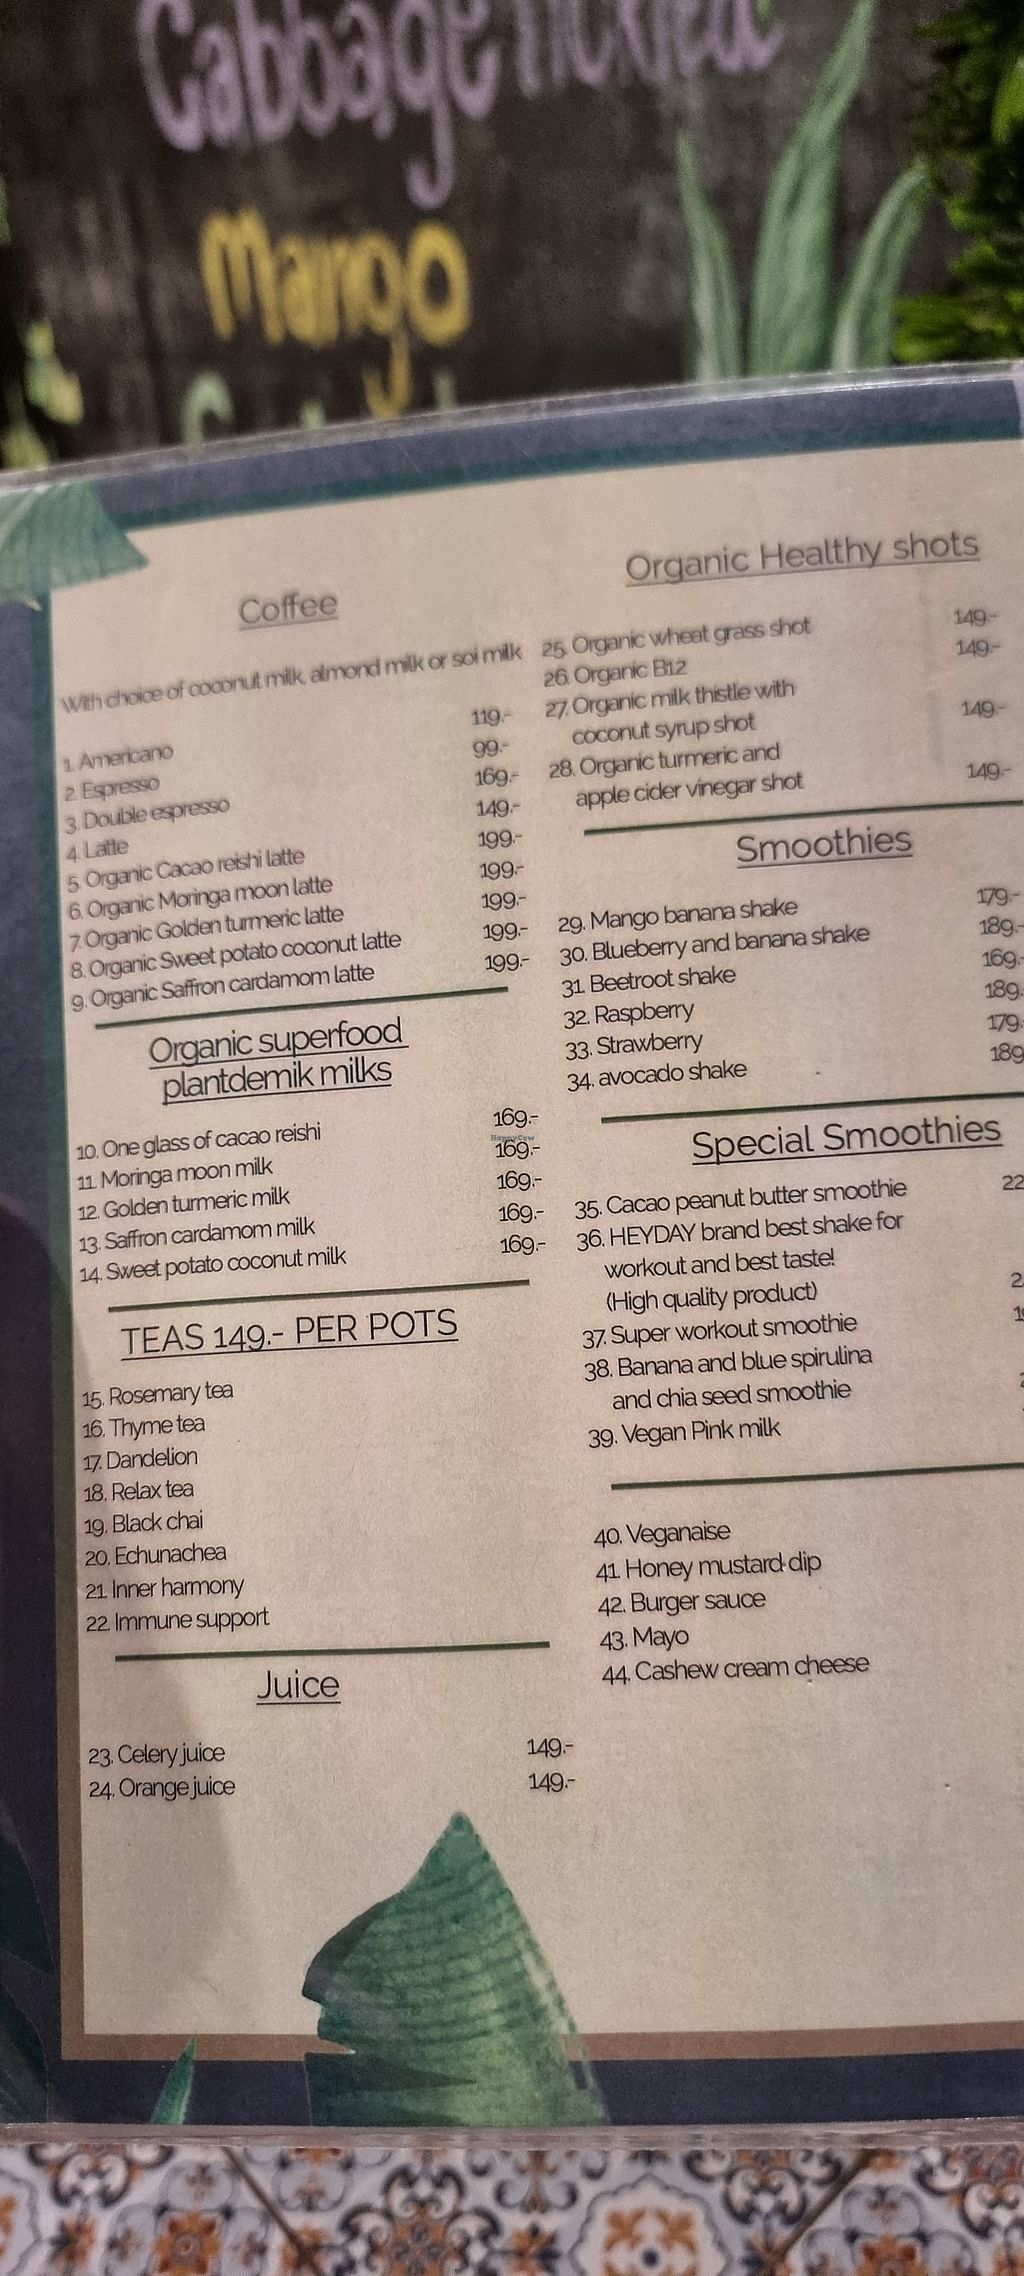 Cabbage Pickled
Mango
Coffee
With choice of coconut milk, almond milk or soi milk
1. Americano 119.-
2. Espresso 99.-
3. Double espresso 169.-
4. Latte 149.-
5. Organic Cacao reishi latte 199.-
6. Organic Moringa moon latte 199.-
7. Organic Golden turmeric latte 199.-
8. Organic Sweet potato coconut latte 199.-
9. Organic Saffron cardamom latte 199.-
Organic superfood
plantdemik milks
10. One glass of cacao reishi 169.-
11. Moringa moon milk 169.-
12. Golden turmeric milk 169.-
13. Saffron cardamom milk 169.-
14. Sweet potato coconut milk 169.-
HappyCow
TEAS 149.- PER POTS
15. Rosemary tea
16. Thyme tea
17. Dandelion
18. Relax tea
19. Black chai
20. Echunachea
21. Inner harmony
22. Immune support
Juice
23. Celery juice 149.-
24. Orange juice 149.-
Organic Healthy shots
25. Organic wheat grass shot 149.-
26. Organic B12 149.-
27. Organic milk thistle with
coconut syrup shot 149.-
28. Organic turmeric and
apple cider vinegar shot 149.-
Smoothies
29. Mango banana shake 179.-
30. Blueberry and banana shake 189.-
31. Beetroot shake 169.-
32. Raspberry 189.
33. Strawberry 179.
34. avocado shake 189
Special Smoothies
35. Cacao peanut butter smoothie 22
36. HEYDAY brand best shake for
workout and best taste!
(High quality product)
37. Super workout smoothie
38. Banana and blue spirulina
and chia seed smoothie
39. Vegan Pink milk
40. Veganaise
41. Honey mustard dip
42. Burger sauce
43. Mayo
44. Cashew cream cheese